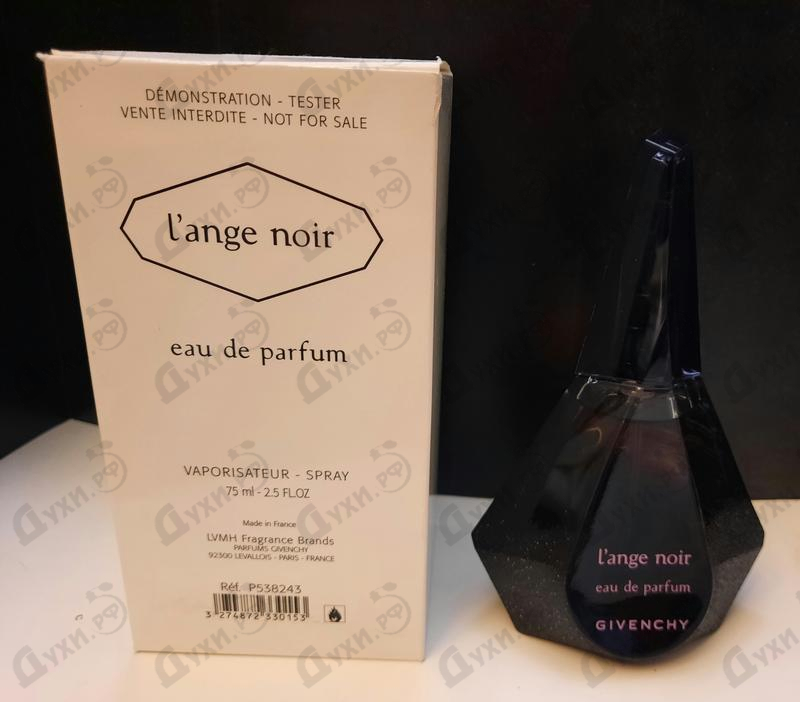 DÉMONSTRATION - TESTER
VENTE INTERDITE - NOT FOR SALE
l'ange noir
eau de parfum
VAPORISATEUR - SPRAY
75 ml - 2.5 FL.OZ
Made in France
LVMH Fragrance Brands
PARFUMS GIVENCHY
92300 LEVALLOIS - PARIS - FRANCE
Réf. P538243
3 274872 330153
l'ange noir
eau de parfum
GIVENCHY
Духи.РФ